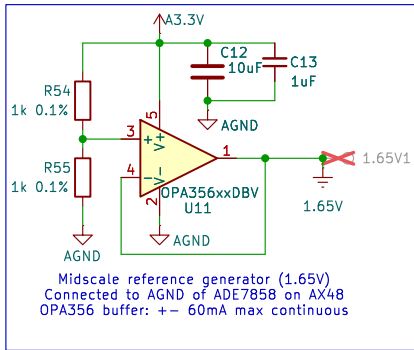 A3.3V
R54
1k 0.1%
C12
10uF
C13
1uF
AGND
3
5
+
V+
1
4
-
V-
2
OPA356xxDBV
U11
R55
1k 0.1%
1.65V1
1.65V
AGND
AGND
Midscale reference generator (1.65V)
Connected to AGND of ADE7858 on AX48
OPA356 buffer: +- 60mA max continuous